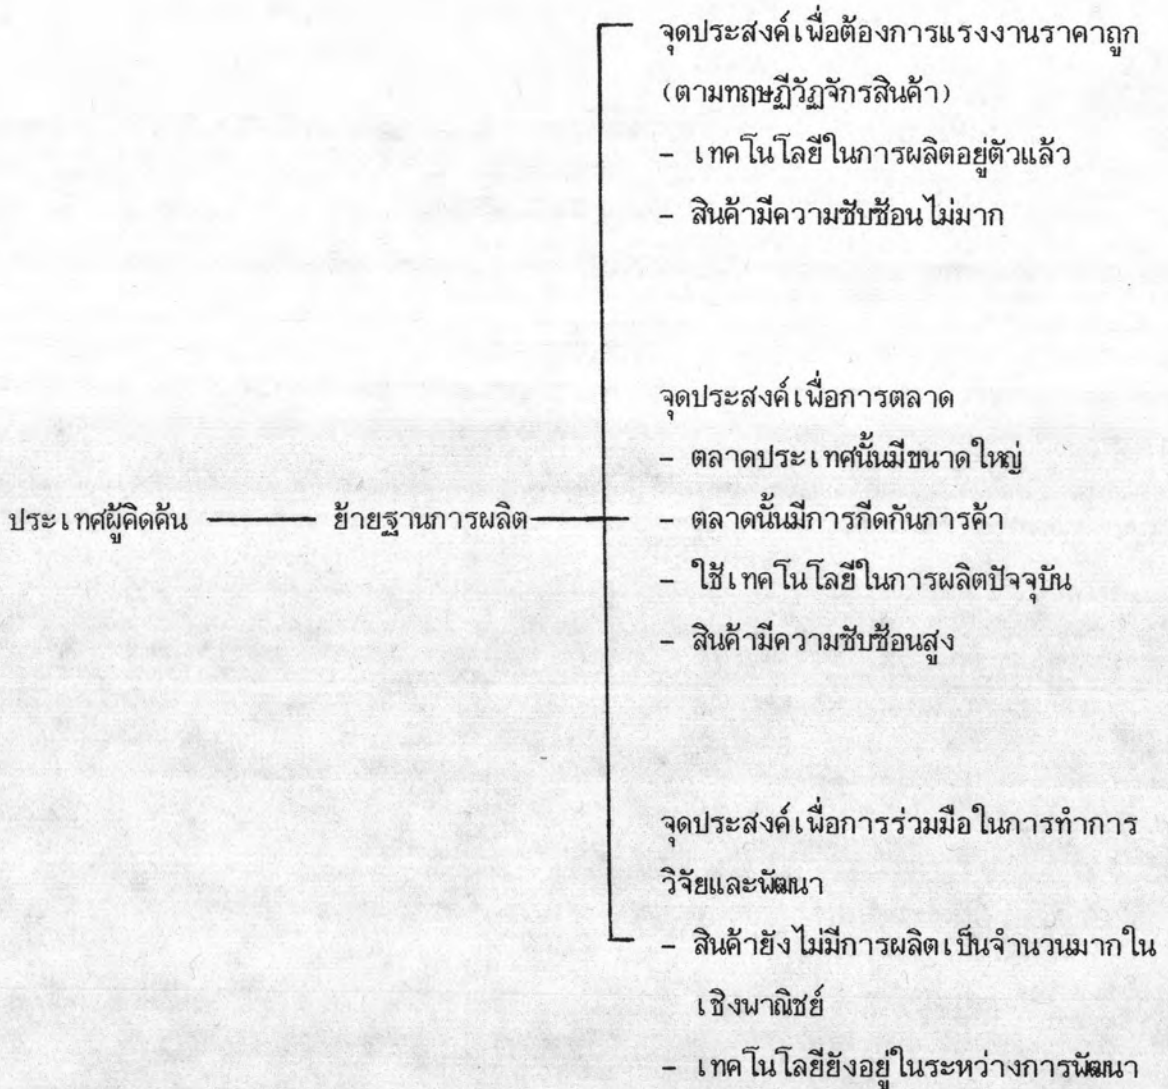 จุดประสงค์เพื่อต้องการแรงงานราคาถูก
(ตามทฤษฎีวัฏจักรสินค้า)
- เทคโนโลยีในการผลิตอยู่ตัวแล้ว
- สินค้ามีความซับซ้อนไม่มาก
จุดประสงค์เพื่อการตลาด
- ตลาดประเทศนั้นมีขนาดใหญ่
ประเทศผู้คิดค้น ย้ายฐานการผลิต - ตลาดนั้นมีการกีดกันการค้า
- ใช้เทคโนโลยีในการผลิตปัจจุบัน
- สินค้ามีความซับซ้อนสูง
จุดประสงค์เพื่อการร่วมมือในการทำการ
วิจัยและพัฒนา
- สินค้ายังไม่มีการผลิตเป็นจำนวนมากใน
เชิงพาณิชย์
- เทคโนโลยียังอยู่ในระหว่างการพัฒนา